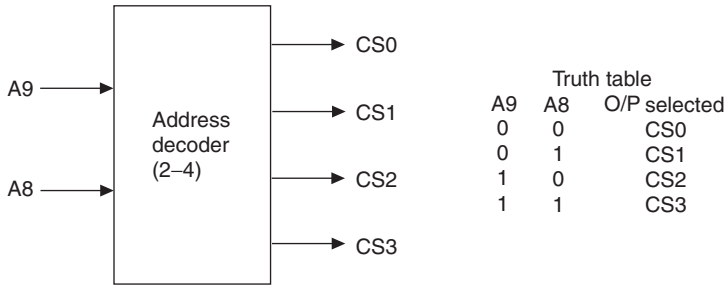 A9
A8
Address
decoder
(2–4)
CS0
CS1
CS2
CS3
Truth table
A9 A8 O/P selected
0 0 CS0
0 1 CS1
1 0 CS2
1 1 CS3